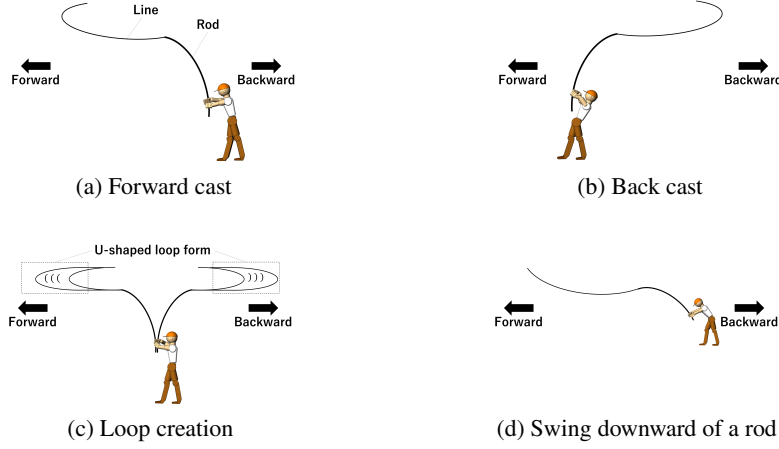 Line
Rod
Forward
Backward
Forward
Backward
(a) Forward cast
(b) Back cast
U-shaped loop form
Forward
Backward
Forward
Backward
(c) Loop creation
(d) Swing downward of a rod